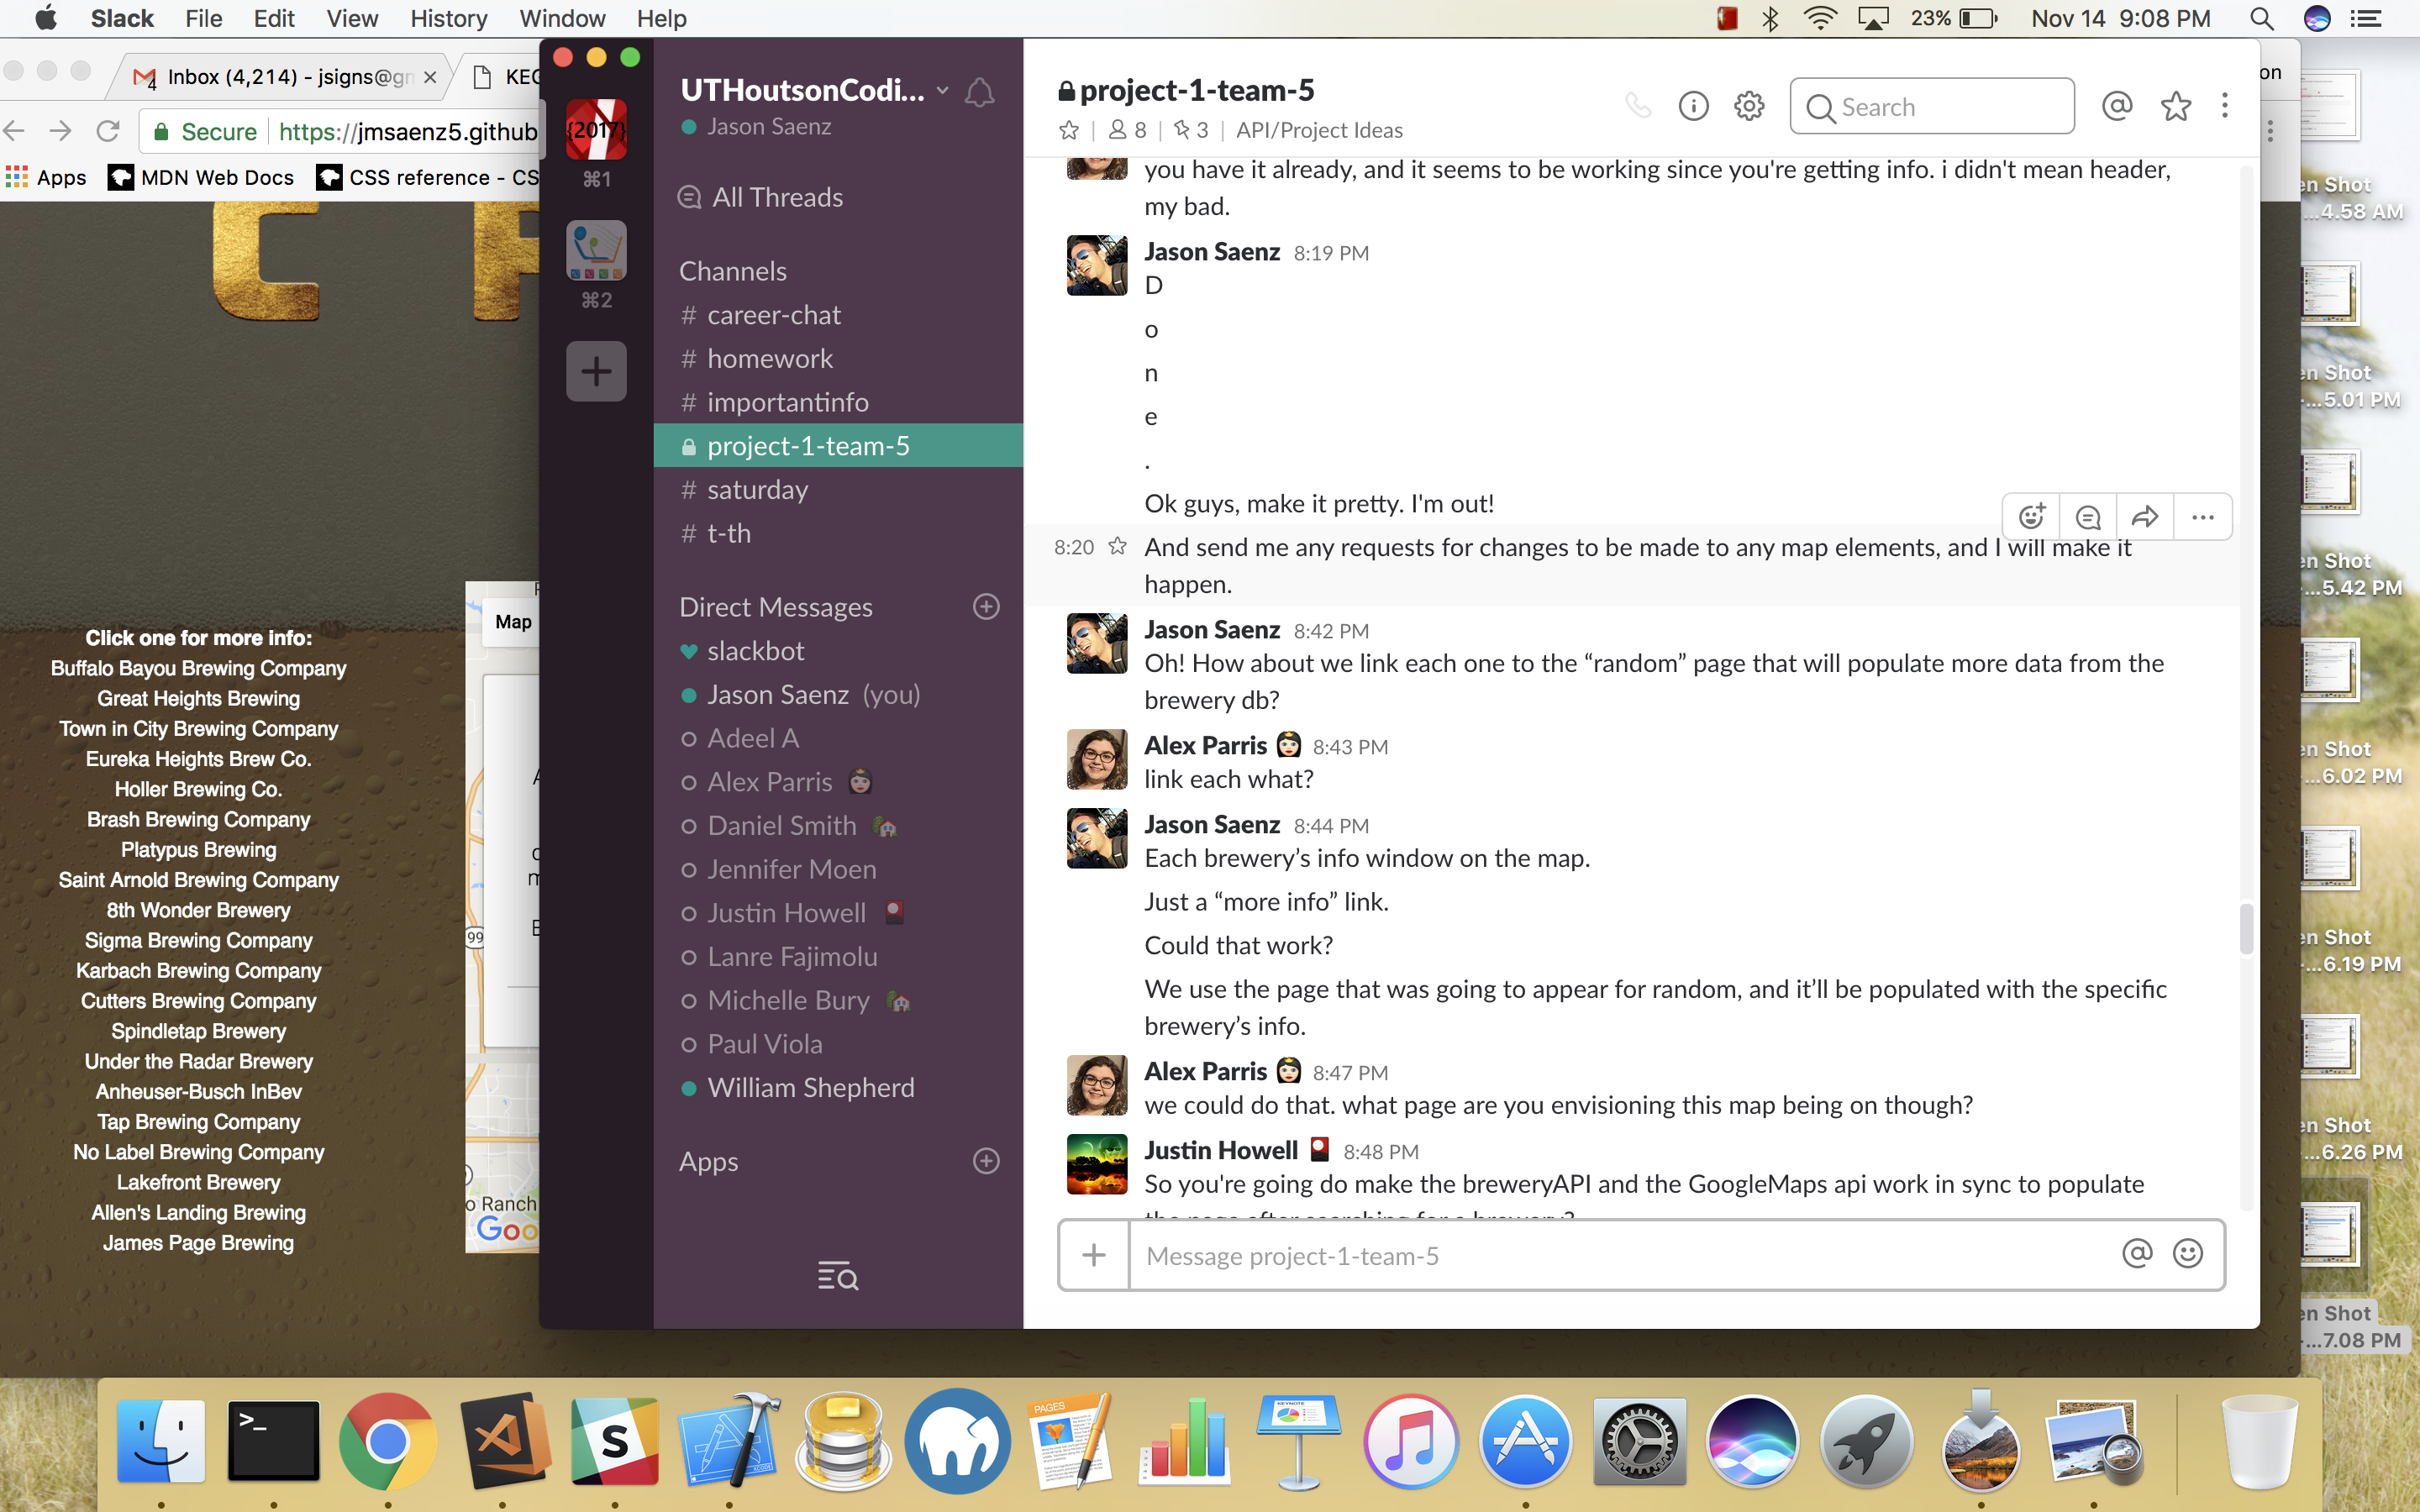 Slack File Edit View History Window Help 23% Nov 14 9:08 PM
4 Inbox (4,214) - jsigns@gm KEG
Secure https://jmsaenz5.github
Apps MDN Web Docs CSS reference - CS
Click one for more info:
Buffalo Bayou Brewing Company
Great Heights Brewing
Town in City Brewing Company
Eureka Heights Brew Co.
Holler Brewing Co.
Brash Brewing Company
Platypus Brewing
Saint Arnold Brewing Company
8th Wonder Brewery
Sigma Brewing Company
Karbach Brewing Company
Cutters Brewing Company
Spindletap Brewery
Under the Radar Brewery
Anheuser-Busch InBev
Tap Brewing Company
No Label Brewing Company
Lakefront Brewery
Allen's Landing Brewing
James Page Brewing
Map
99
o Ranch
Goo
{2017}
⌘1
⌘2
UTHoutsonCodi...
Jason Saenz
All Threads
Channels
# career-chat
# homework
# importantinfo
project-1-team-5
# saturday
# t-th
Direct Messages
slackbot
Jason Saenz (you)
Adeel A
Alex Parris
Daniel Smith
Jennifer Moen
Justin Howell
Lanre Fajimolu
Michelle Bury
Paul Viola
William Shepherd
Apps
project-1-team-5
8 | 3 | API/Project Ideas
Search
you have it already, and it seems to be working since you're getting info. i didn't mean header,
my bad.
Jason Saenz 8:19 PM
D
o
n
e
.
Ok guys, make it pretty. I'm out!
8:20 And send me any requests for changes to be made to any map elements, and I will make it
happen.
Jason Saenz 8:42 PM
Oh! How about we link each one to the “random” page that will populate more data from the
brewery db?
Alex Parris 8:43 PM
link each what?
Jason Saenz 8:44 PM
Each brewery’s info window on the map.
Just a “more info” link.
Could that work?
We use the page that was going to appear for random, and it’ll be populated with the specific
brewery’s info.
Alex Parris 8:47 PM
we could do that. what page are you envisioning this map being on though?
Justin Howell 8:48 PM
So you're going do make the breweryAPI and the GoogleMaps api work in sync to populate
the page after searching for a brewery?
Message project-1-team-5
on
en Shot
...4.58 AM
en Shot
...5.01 PM
en Shot
...5.42 PM
en Shot
...6.02 PM
en Shot
...6.19 PM
en Shot
...6.26 PM
en Shot
...7.08 PM
>_
S
PAGES
KEYNOTE